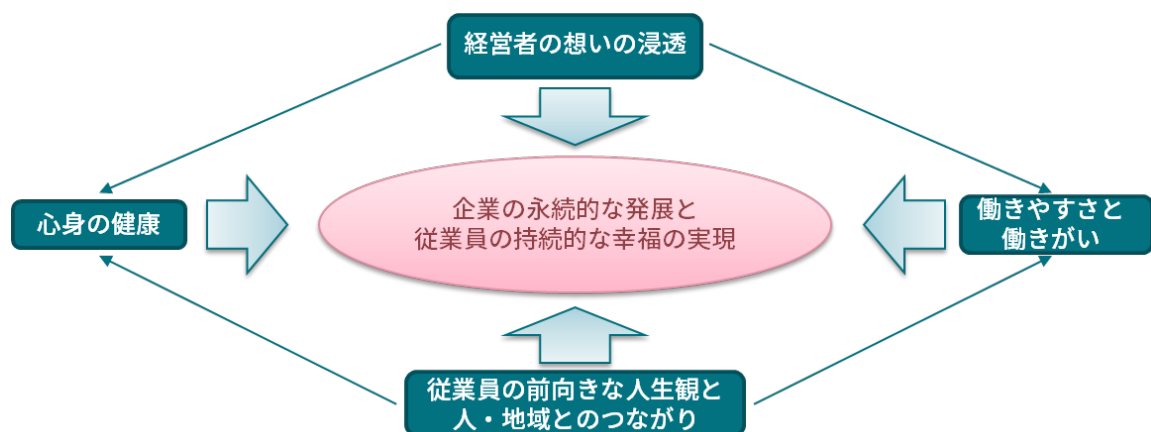 経営者の想いの浸透
心身の健康
企業の永続的な発展と
従業員の持続的な幸福の実現
働きやすさと
働きがい
従業員の前向きな人生観と
人・地域とのつながり